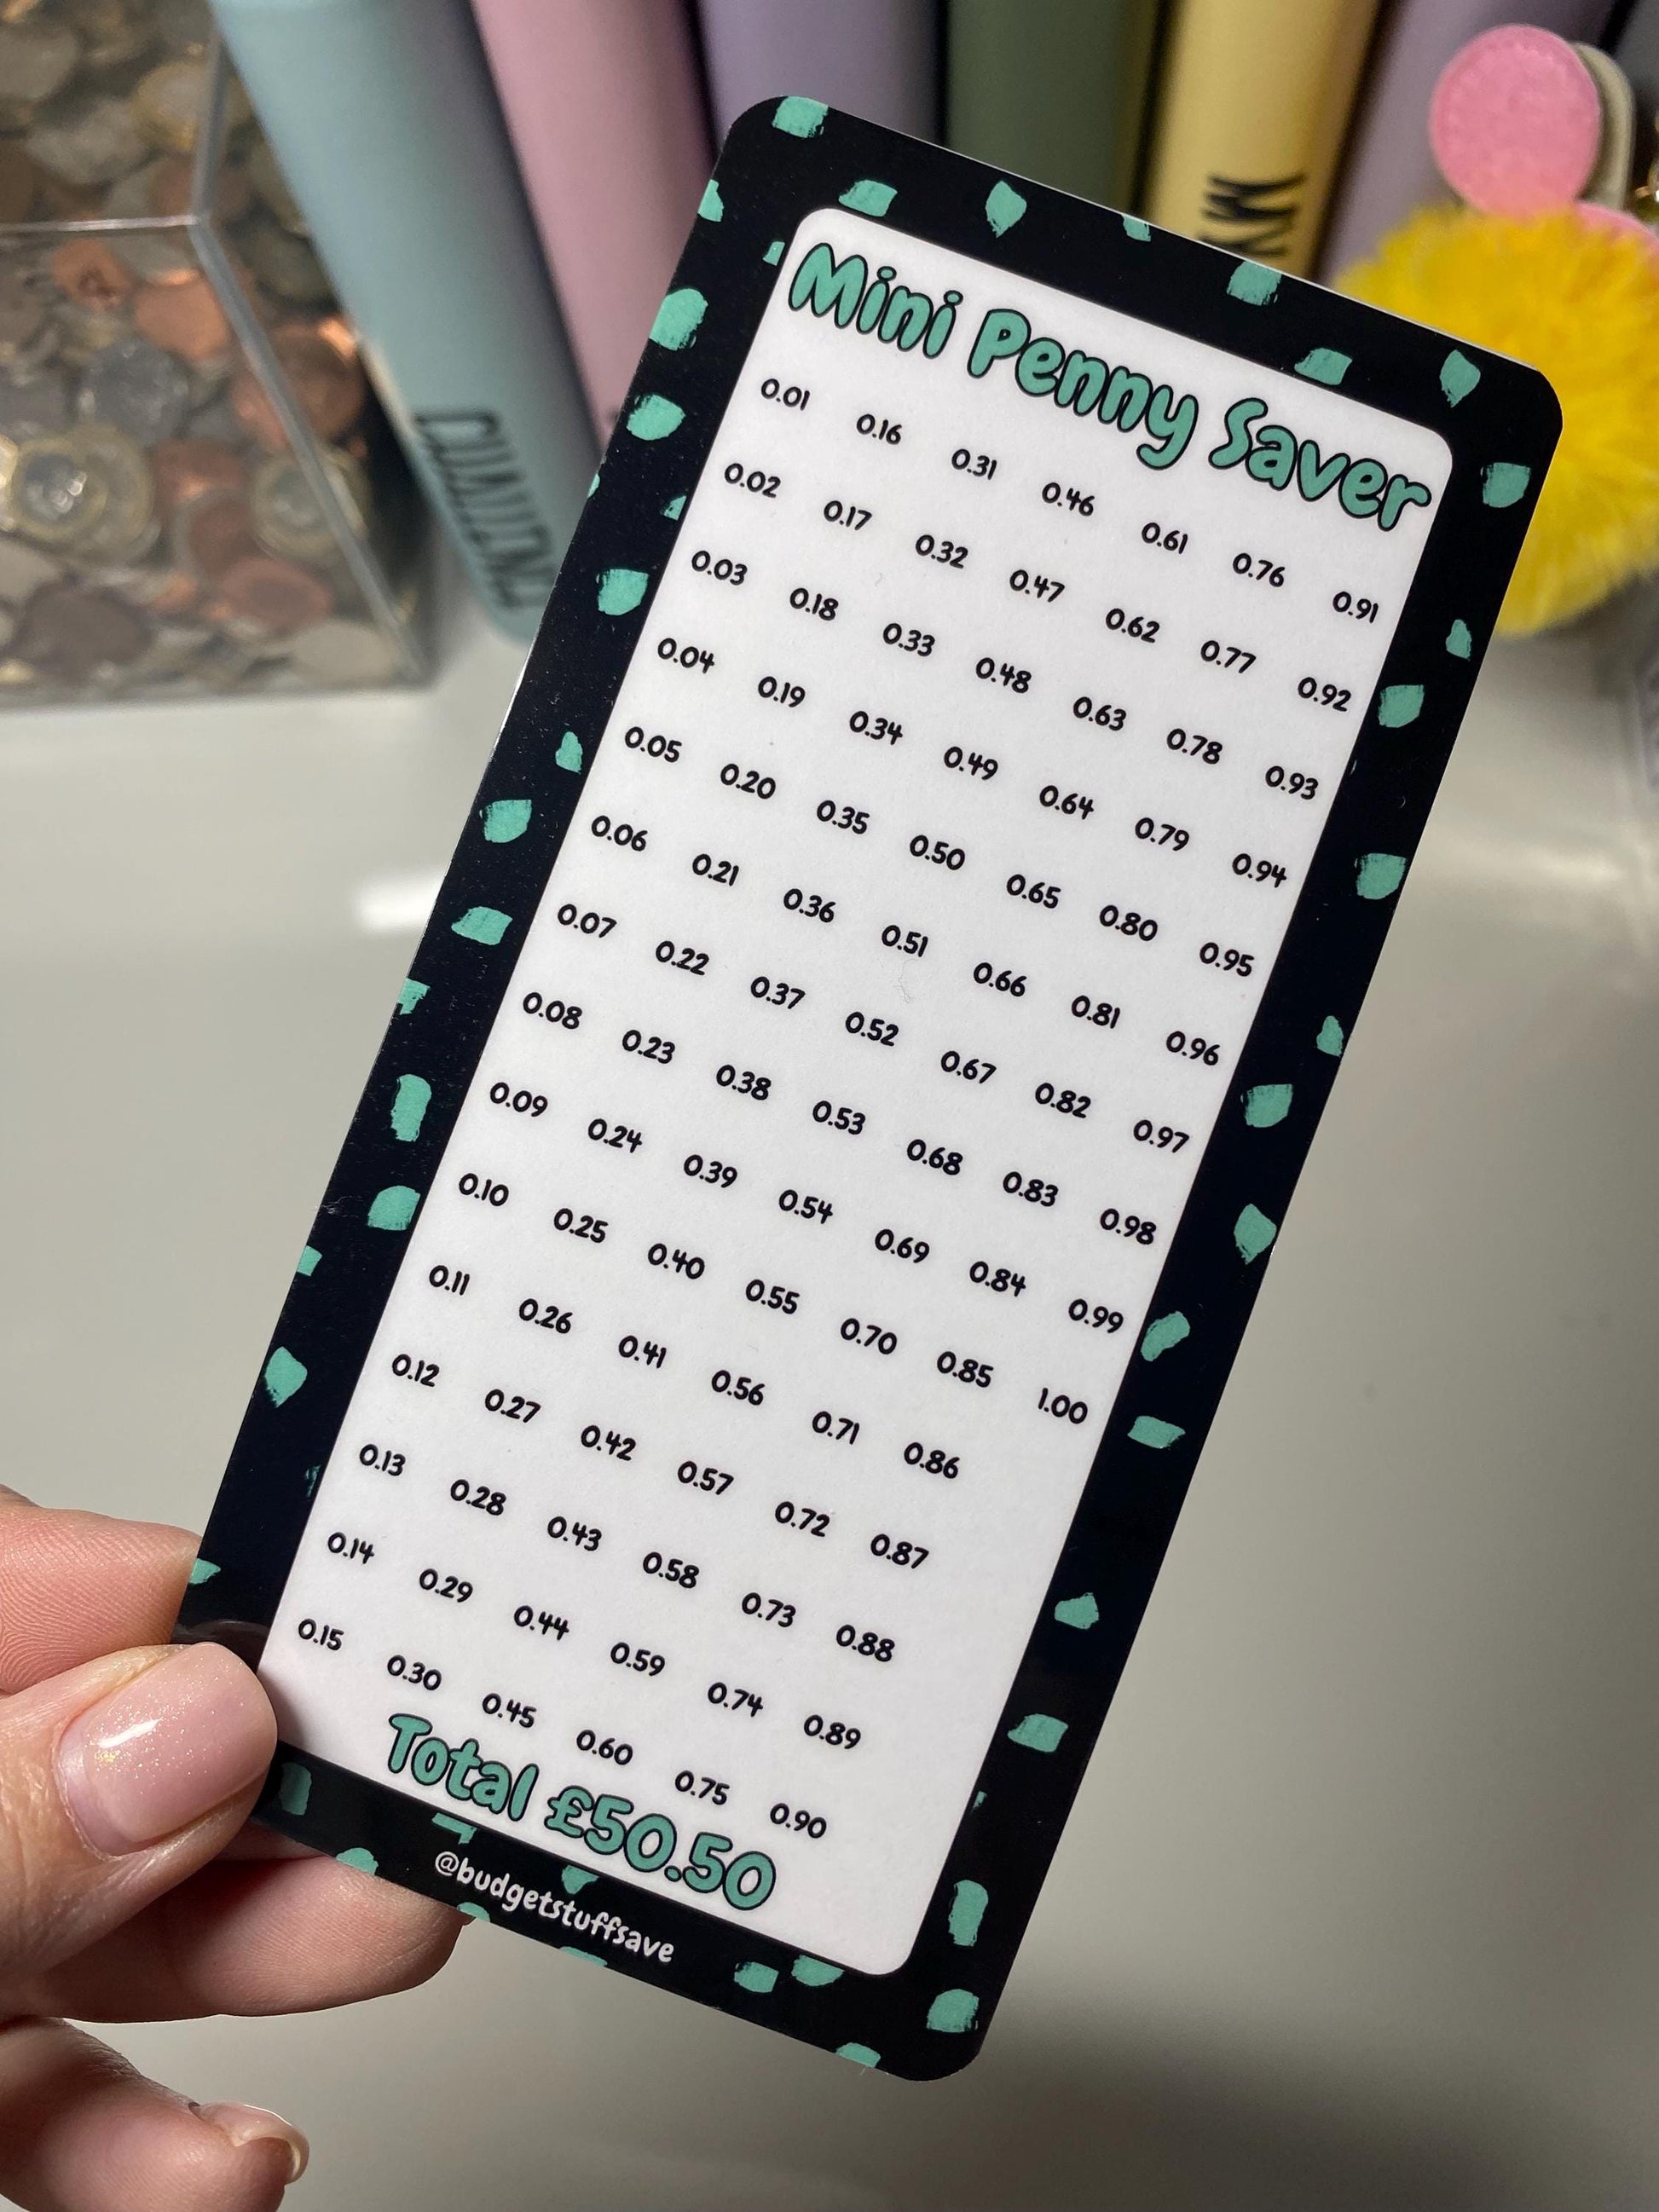 Mini Penny Saver
0.01 0.16 0.31 0.46 0.61 0.76 0.91
0.02 0.17 0.32 0.47 0.62 0.77 0.92
0.03 0.18 0.33 0.48 0.63 0.78 0.93
0.04 0.19 0.34 0.49 0.64 0.79 0.94
0.05 0.20 0.35 0.50 0.65 0.80 0.95
0.06 0.21 0.36 0.51 0.66 0.81 0.96
0.07 0.22 0.37 0.52 0.67 0.82 0.97
0.08 0.23 0.38 0.53 0.68 0.83 0.98
0.09 0.24 0.39 0.54 0.69 0.84 0.99
0.10 0.25 0.40 0.55 0.70 0.85 1.00
0.11 0.26 0.41 0.56 0.71 0.86
0.12 0.27 0.42 0.57 0.72 0.87
0.13 0.28 0.43 0.58 0.73 0.88
0.14 0.29 0.44 0.59 0.74 0.89
0.15 0.30 0.45 0.60 0.75 0.90
Total £50.50
@budgetstuffsave